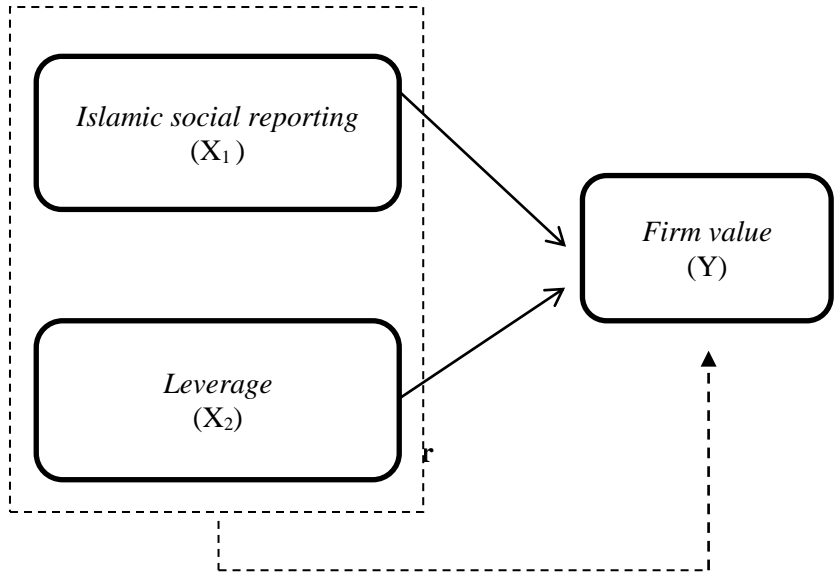 Islamic social reporting
(X₁ )
Firm value
(Y)
Leverage
(X₂)
r